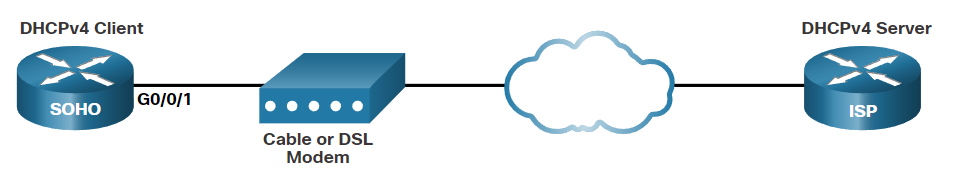 DHCPv4 Client
DHCPv4 Server
G0/0/1
SOHO
ISP
Cable or DSL
Modem